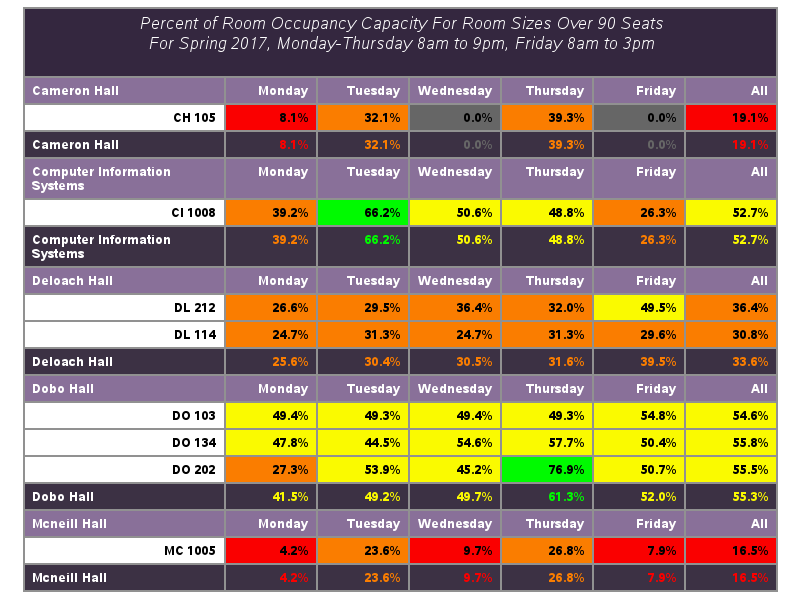 Percent of Room Occupancy Capacity For Room Sizes Over 90 Seats
For Spring 2017, Monday-Thursday 8am to 9pm, Friday 8am to 3pm
Cameron Hall Monday Tuesday Wednesday Thursday Friday All
CH 105 8.1% 32.1% 0.0% 39.3% 0.0% 19.1%
Cameron Hall 8.1% 32.1% 0.0% 39.3% 0.0% 19.1%
Computer Information Systems Monday Tuesday Wednesday Thursday Friday All
CI 1008 39.2% 66.2% 50.6% 48.8% 26.3% 52.7%
Computer Information Systems 39.2% 66.2% 50.6% 48.8% 26.3% 52.7%
Deloach Hall Monday Tuesday Wednesday Thursday Friday All
DL 212 26.6% 29.5% 36.4% 32.0% 49.5% 36.4%
DL 114 24.7% 31.3% 24.7% 31.3% 29.6% 30.8%
Deloach Hall 25.6% 30.4% 30.5% 31.6% 39.5% 33.6%
Dobo Hall Monday Tuesday Wednesday Thursday Friday All
DO 103 49.4% 49.3% 49.4% 49.3% 54.8% 54.6%
DO 134 47.8% 44.5% 54.6% 57.7% 50.4% 55.8%
DO 202 27.3% 53.9% 45.2% 76.9% 50.7% 55.5%
Dobo Hall 41.5% 49.2% 49.7% 61.3% 52.0% 55.3%
Mcneill Hall Monday Tuesday Wednesday Thursday Friday All
MC 1005 4.2% 23.6% 9.7% 26.8% 7.9% 16.5%
Mcneill Hall 4.2% 23.6% 9.7% 26.8% 7.9% 16.5%